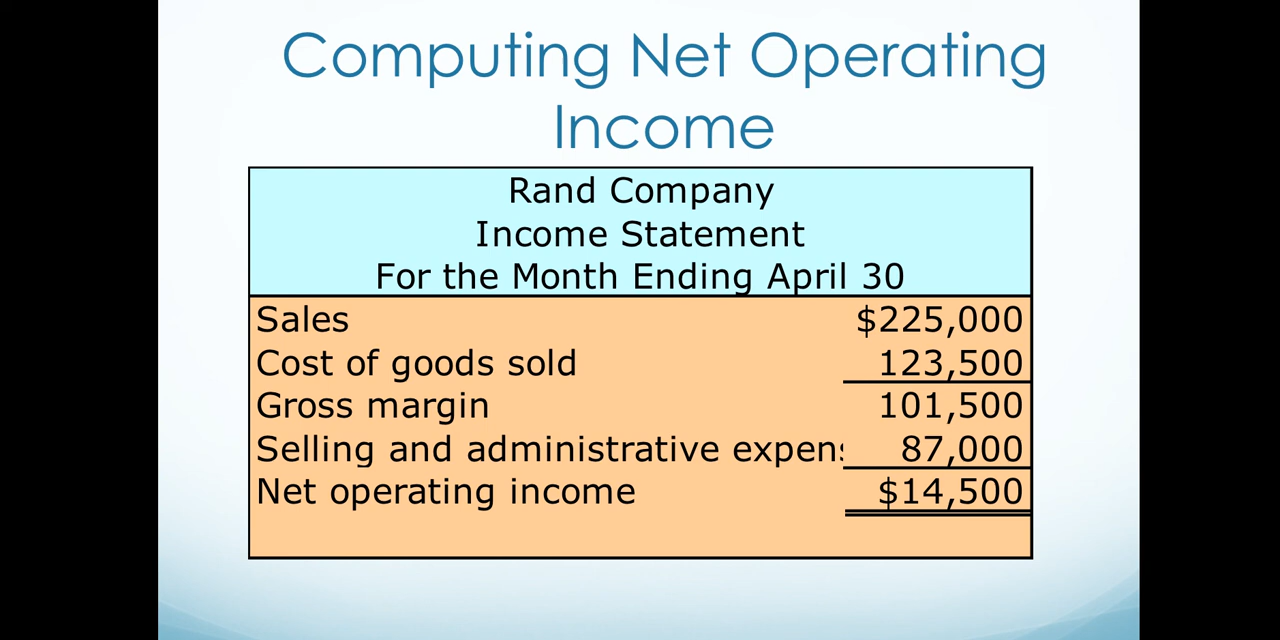 Computing Net Operating
Income
Rand Company
Income Statement
For the Month Ending April 30
Sales $225,000
Cost of goods sold 123,500
Gross margin 101,500
Selling and administrative expens 87,000
Net operating income $14,500